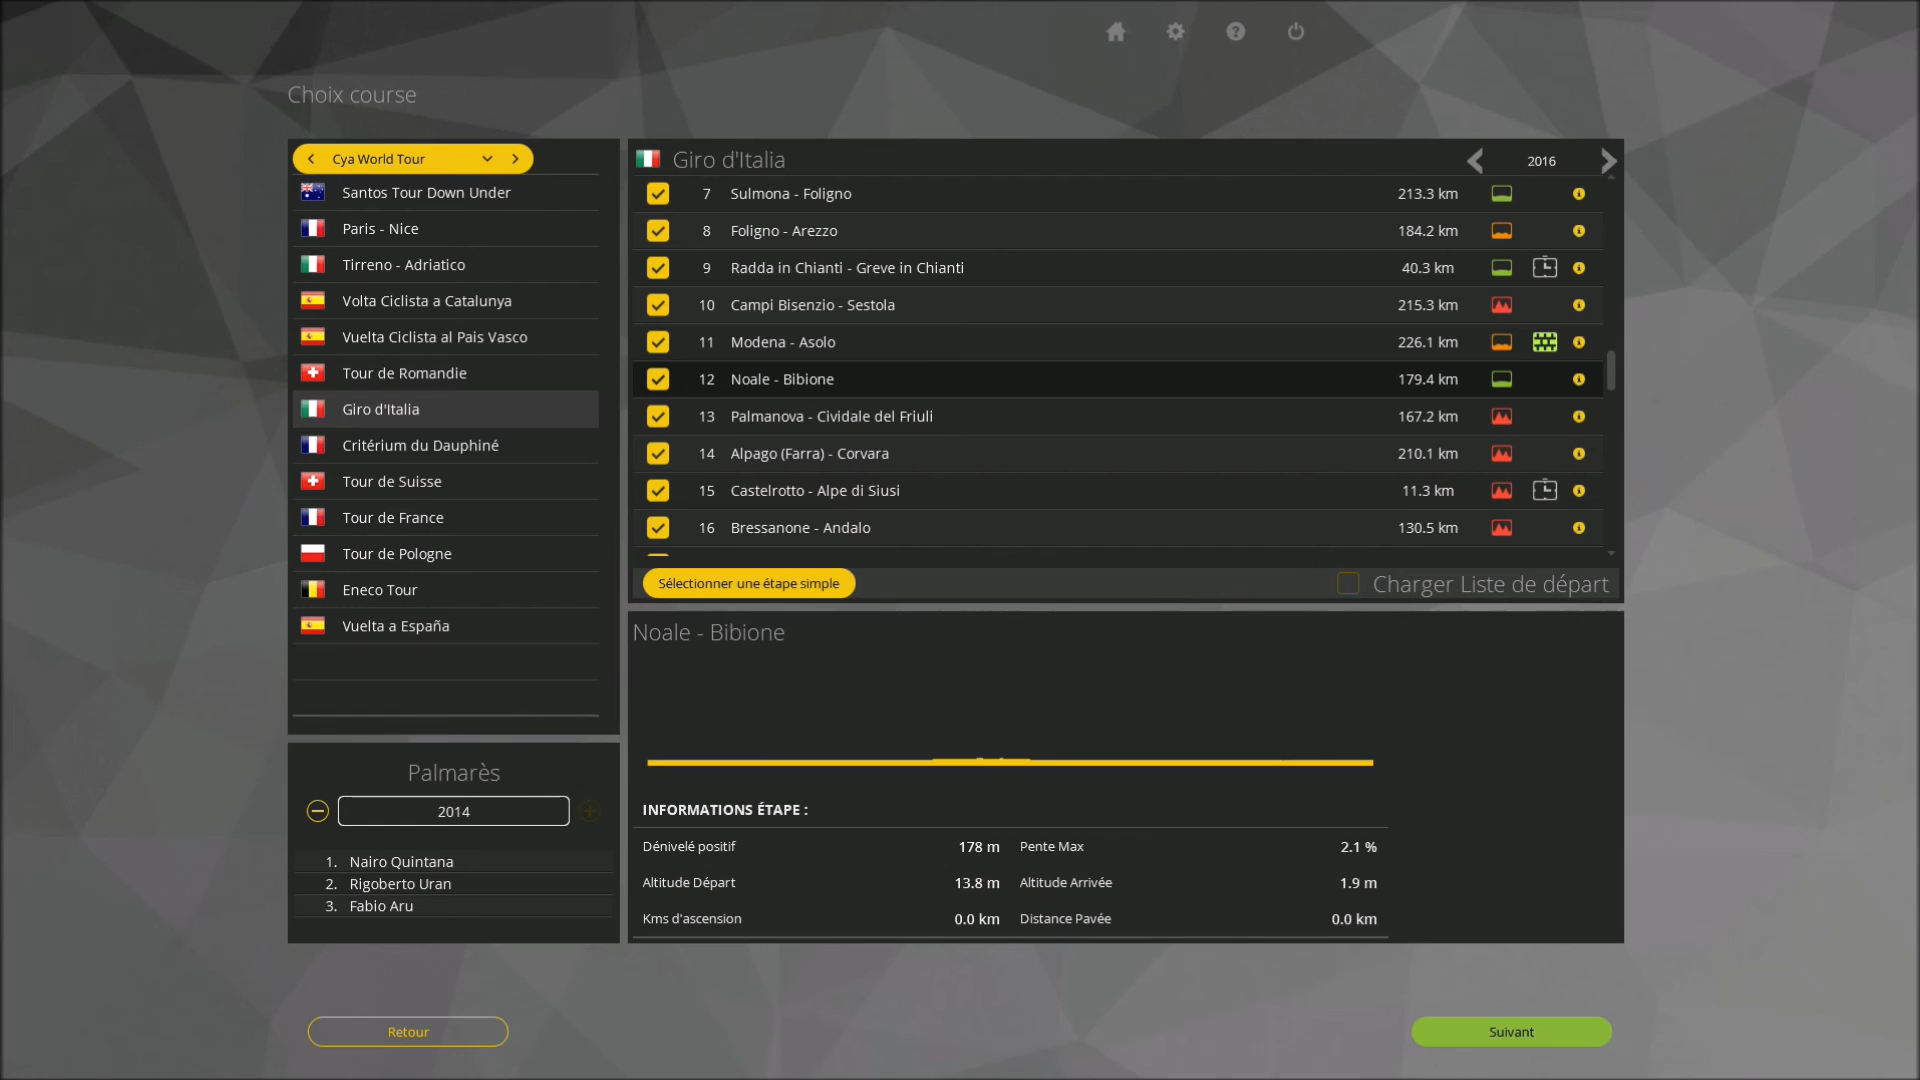 Choix course
Cya World Tour
Santos Tour Down Under
Paris - Nice
Tirreno - Adriatico
Volta Ciclista a Catalunya
Vuelta Ciclista al Pais Vasco
Tour de Romandie
Giro d'Italia
Critérium du Dauphiné
Tour de Suisse
Tour de France
Tour de Pologne
Eneco Tour
Vuelta a España
Palmarès
2014
1. Nairo Quintana
2. Rigoberto Uran
3. Fabio Aru
Giro d'Italia 2016
7 Sulmona - Foligno 213.3 km
8 Foligno - Arezzo 184.2 km
9 Radda in Chianti - Greve in Chianti 40.3 km
10 Campi Bisenzio - Sestola 215.3 km
11 Modena - Asolo 226.1 km
12 Noale - Bibione 179.4 km
13 Palmanova - Cividale del Friuli 167.2 km
14 Alpago (Farra) - Corvara 210.1 km
15 Castelrotto - Alpe di Siusi 11.3 km
16 Bressanone - Andalo 130.5 km
Sélectionner une étape simple Charger Liste de départ
Noale - Bibione
INFORMATIONS ÉTAPE :
Dénivelé positif 178 m Pente Max 2.1 %
Altitude Départ 13.8 m Altitude Arrivée 1.9 m
Kms d'ascension 0.0 km Distance Pavée 0.0 km
Retour Suivant